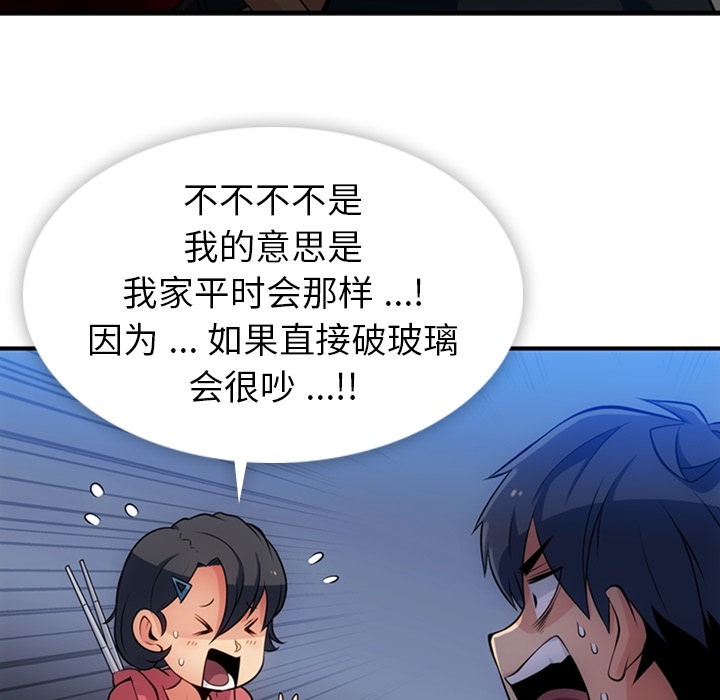 不不不不是
我的意思是
我家平时会那样 ...!
因为 ... 如果直接破玻璃
会很吵 ...!!